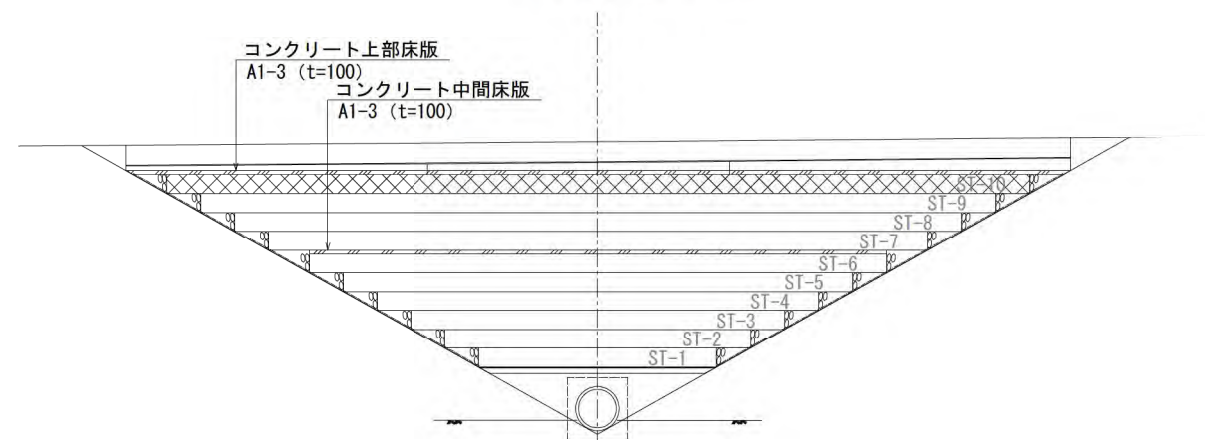 コンクリート上部床版
A1-3 (t=100)
コンクリート中間床版
A1-3 (t=100)
ST-10
ST-9
ST-8
ST-7
ST-6
ST-5
ST-4
ST-3
ST-2
ST-1